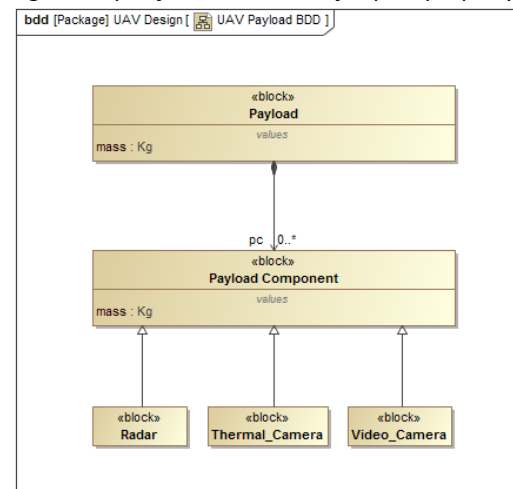 bdd [Package] UAV Design [ UAV Payload BDD ]
«block»
Payload
values
mass : Kg
pc 0..*
«block»
Payload Component
values
mass : Kg
«block» «block» «block»
Radar Thermal_Camera Video_Camera